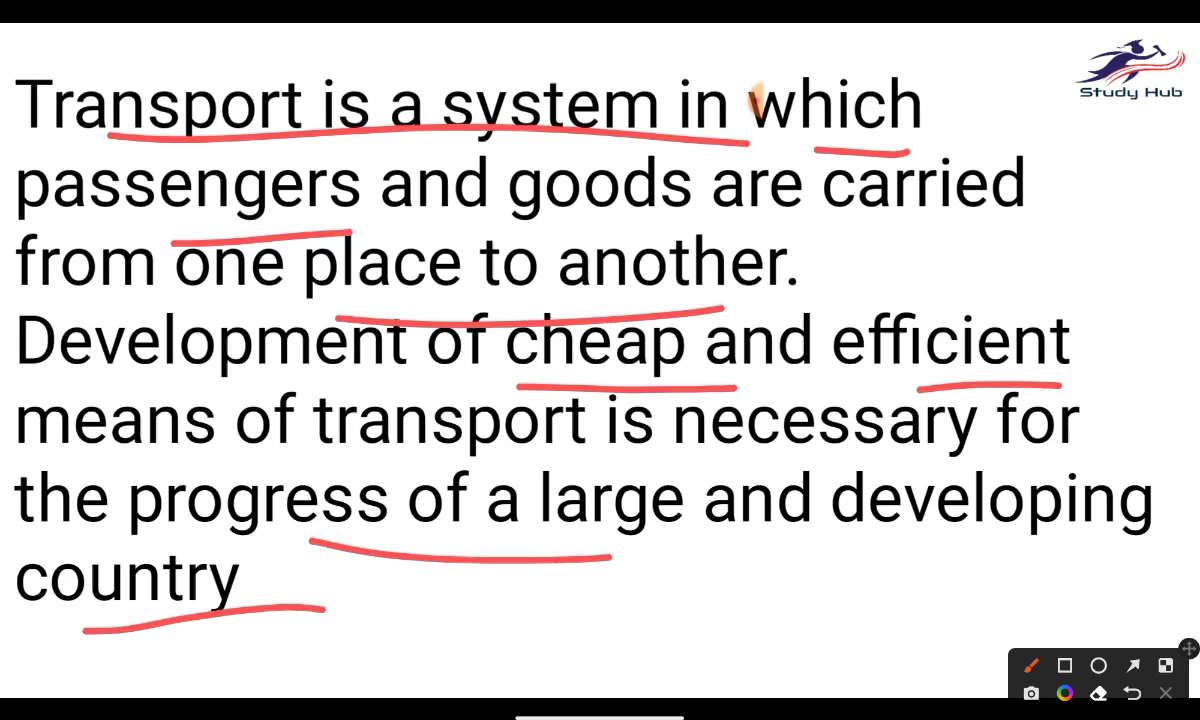 Study Hub
Transport is a system in which
passengers and goods are carried
from one place to another.
Development of cheap and efficient
means of transport is necessary for
the progress of a large and developing
country